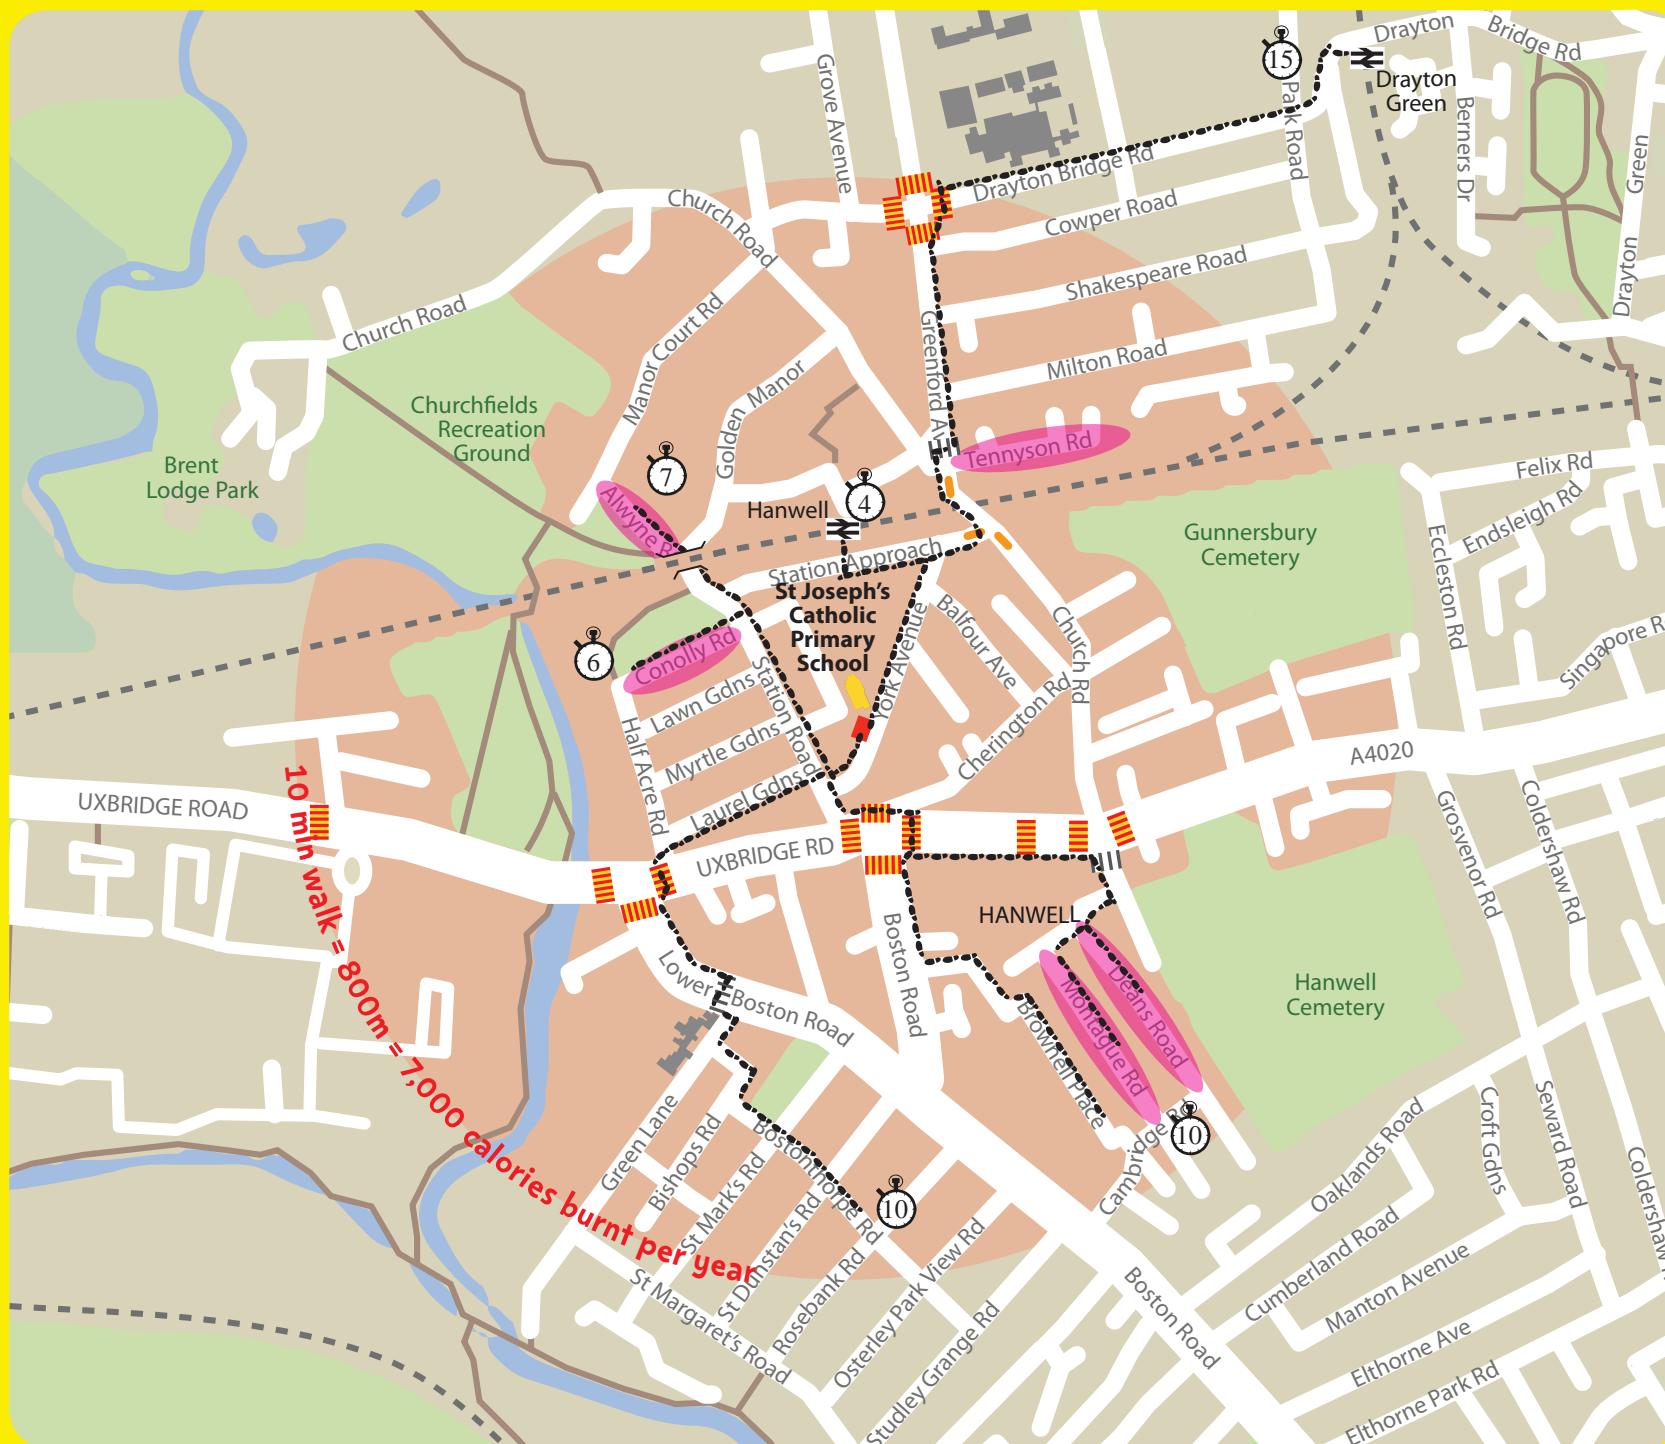 Drayton
Bridge Rd
15
Drayton
Green
Grove Avenue
Park Road
Berners Dr
Green
Drayton
Drayton Bridge Rd
Church Road
Cowper Road
Shakespeare Road
Church Road
Manor Court Rd
Greenford Av
Milton Road
Golden Manor
Churchfields
Recreation
Ground
Tennyson Rd
Brent
Lodge Park
7
4
Hanwell
Alwyne R
Felix Rd
Endsleigh Rd
Eccleston Rd
Gunnersbury
Cemetery
Station Approach
St Joseph's
Catholic
Primary
School
York Avenue
Balfour Ave
Church Rd
Singapore R
6
Conolly Rd
Station Road
Lawn Gdns
Half Acre Rd
Myrtle Gdns
Cherington Rd
Laurel Gdns
A4020
UXBRIDGE ROAD
UXBRIDGE RD
Grosvenor Rd
Coldershaw Rd
10 min walk = 800m = 7,000 calories burnt per year
HANWELL
Boston Road
Lower Boston Road
Deans Road
Montague Rd
Brownell Place
Hanwell
Cemetery
Cambridge Rd
10
Green Lane
Bishops Rd
St Mark's Rd
Bostonthorpe Rd
10
St Dunstan's Rd
Rosebank Rd
Osterley Park View Rd
St Margaret's Road
Studley Grange Rd
Boston Road
Oaklands Road
Croft Gdns
Seward Road
Coldershaw
Cumberland Road
Manton Avenue
Elthorne Ave
Elthorne Park Rd